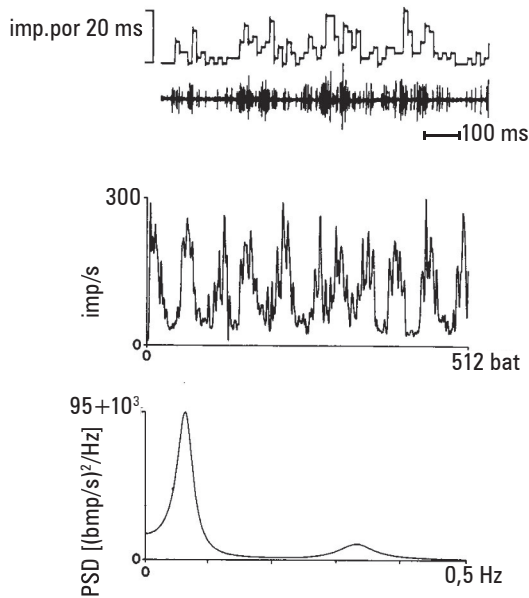 imp.por 20 ms
100 ms
300
imp/s
0
0
512 bat
95+10³
PSD [(bmp/s)²/Hz]
0
0
0,5 Hz